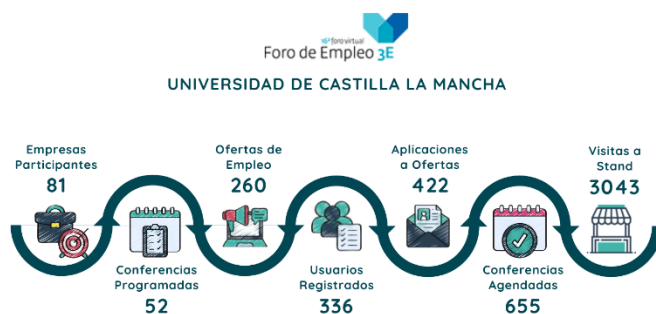 16º foro virtual
Foro de Empleo 3E
UNIVERSIDAD DE CASTILLA LA MANCHA
Empresas
Participantes
81
Conferencias
Programadas
52
Ofertas de
Empleo
260
Usuarios
Registrados
336
Aplicaciones
a Ofertas
422
Conferencias
Agendadas
655
Visitas a
Stand
3043